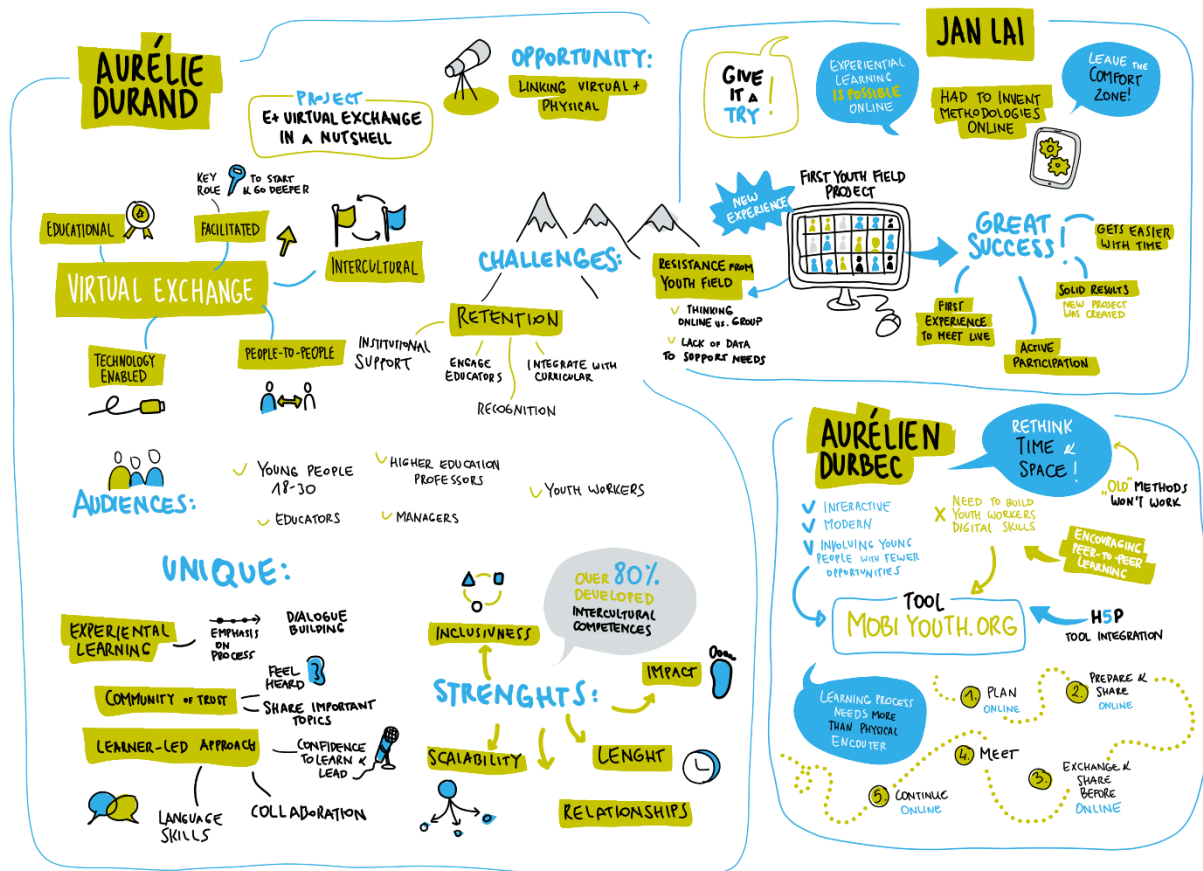 AURÉLIE
DURAND
PROJECT
E+ VIRTUAL EXCHANGE
IN A NUTSHELL
OPPORTUNITY:
LINKING VIRTUAL +
PHYSICAL
KEY
ROLE
TO START
& GO DEEPER
EDUCATIONAL
FACILITATED
INTERCULTURAL
VIRTUAL EXCHANGE
TECHNOLOGY
ENABLED
PEOPLE-TO-PEOPLE
CHALLENGES:
RETENTION
INSTITUTIONAL
SUPPORT
ENGAGE
EDUCATORS
RECOGNITION
INTEGRATE WITH
CURRICULAR
RESISTANCE FROM
YOUTH FIELD
THINKING
ONLINE VS. GROUP
LACK OF DATA
TO SUPPORT NEEDS
AUDIENCES:
YOUNG PEOPLE
18-30
HIGHER EDUCATION
PROFESSORS
YOUTH WORKERS
EDUCATORS
MANAGERS
UNIQUE:
EXPERIENTAL
LEARNING
EMPHASIS
ON
PROCESS
DIALOGUE
BUILDING
COMMUNITY OF TRUST
FEEL
HEARD
SHARE IMPORTANT
TOPICS
LEARNER-LED APPROACH
CONFIDENCE
TO LEARN &
LEAD
LANGUAGE
SKILLS
COLLABORATION
OVER 80%
DEVELOPED
INTERCULTURAL
COMPETENCES
STRENGHTS:
INCLUSIVNESS
IMPACT
SCALABILITY
LENGHT
RELATIONSHIPS
JAN LAI
GIVE
IT A
TRY!
EXPERIENTIAL
LEARNING
IS POSSIBLE
ONLINE
HAD TO INVENT
METHODOLOGIES
ONLINE
LEAVE THE
COMFORT
ZONE!
NEW
EXPERIENCE
FIRST YOUTH FIELD
PROJECT
GREAT
SUCCESS!
GETS EASIER
WITH TIME
SOLID RESULTS
NEW PROJECT
WAS CREATED
FIRST
EXPERIENCE
TO MEET LIVE
ACTIVE
PARTICIPATION
AURÉLIEN
DURBEC
RETHINK
TIME &
SPACE!
"OLD" METHODS
WON'T WORK
INTERACTIVE
MODERN
INVOLVING YOUNG
PEOPLE WITH FEWER
OPPORTUNITIES
X NEED TO BUILD
YOUTH WORKERS
DIGITAL SKILLS
ENCOURAGING
PEER-TO-PEER
LEARNING
TOOL
MOBI YOUTH.ORG
H5P
TOOL INTEGRATION
LEARNING PROCESS
NEEDS MORE
THAN PHYSICAL
ENCOUTER
1. PLAN
ONLINE
2. PREPARE &
SHARE
ONLINE
3. EXCHANGE &
SHARE
BEFORE
ONLINE
4. MEET
5. CONTINUE
ONLINE